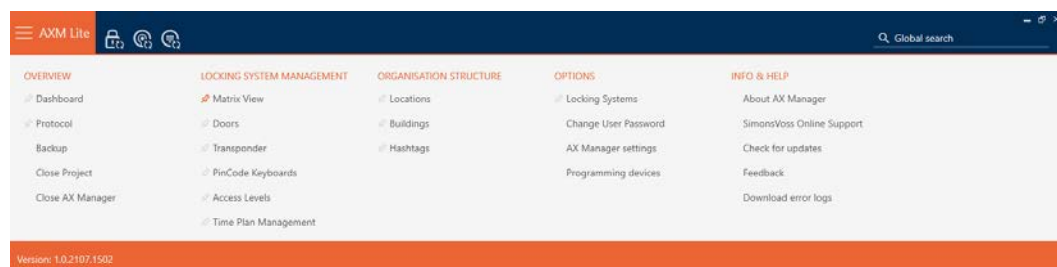 AXM Lite
Global search
OVERVIEW
Dashboard
Protocol
Backup
Close Project
Close AX Manager
LOCKING SYSTEM MANAGEMENT
Matrix View
Doors
Transponder
PinCode Keyboards
Access Levels
Time Plan Management
ORGANISATION STRUCTURE
Locations
Buildings
Hashtags
OPTIONS
Locking Systems
Change User Password
AX Manager settings
Programming devices
INFO & HELP
About AX Manager
SimonsVoss Online Support
Check for updates
Feedback
Download error logs
Version: 1.0.2107.1502